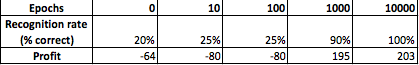 Epochs 0 10 100 1000 10000
Recognition rate
(% correct) 20% 25% 25% 90% 100%
Profit -64 -80 -80 195 203